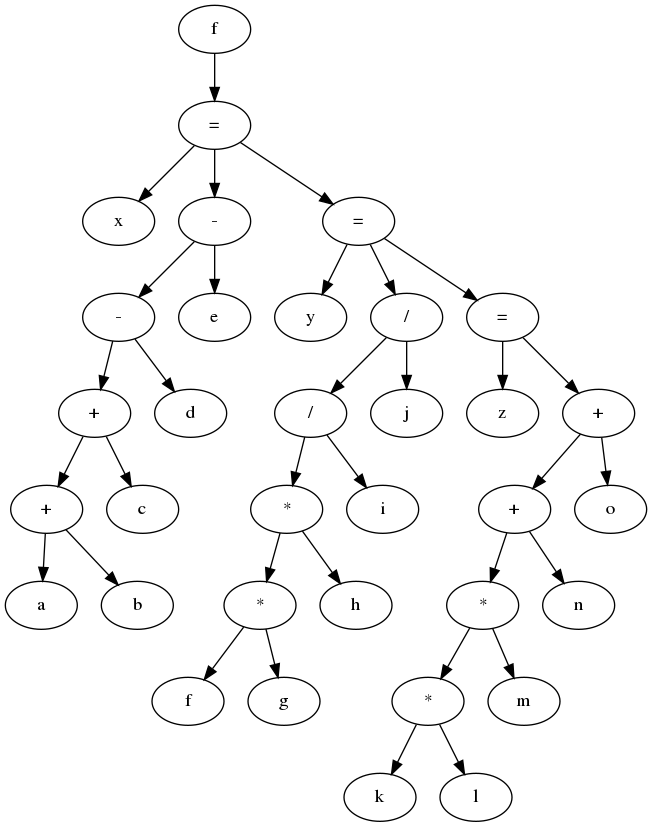 f
=
x - =
- e y / =
+ d / j z +
+ c * i + o
a b * h * n
f g * m
k l